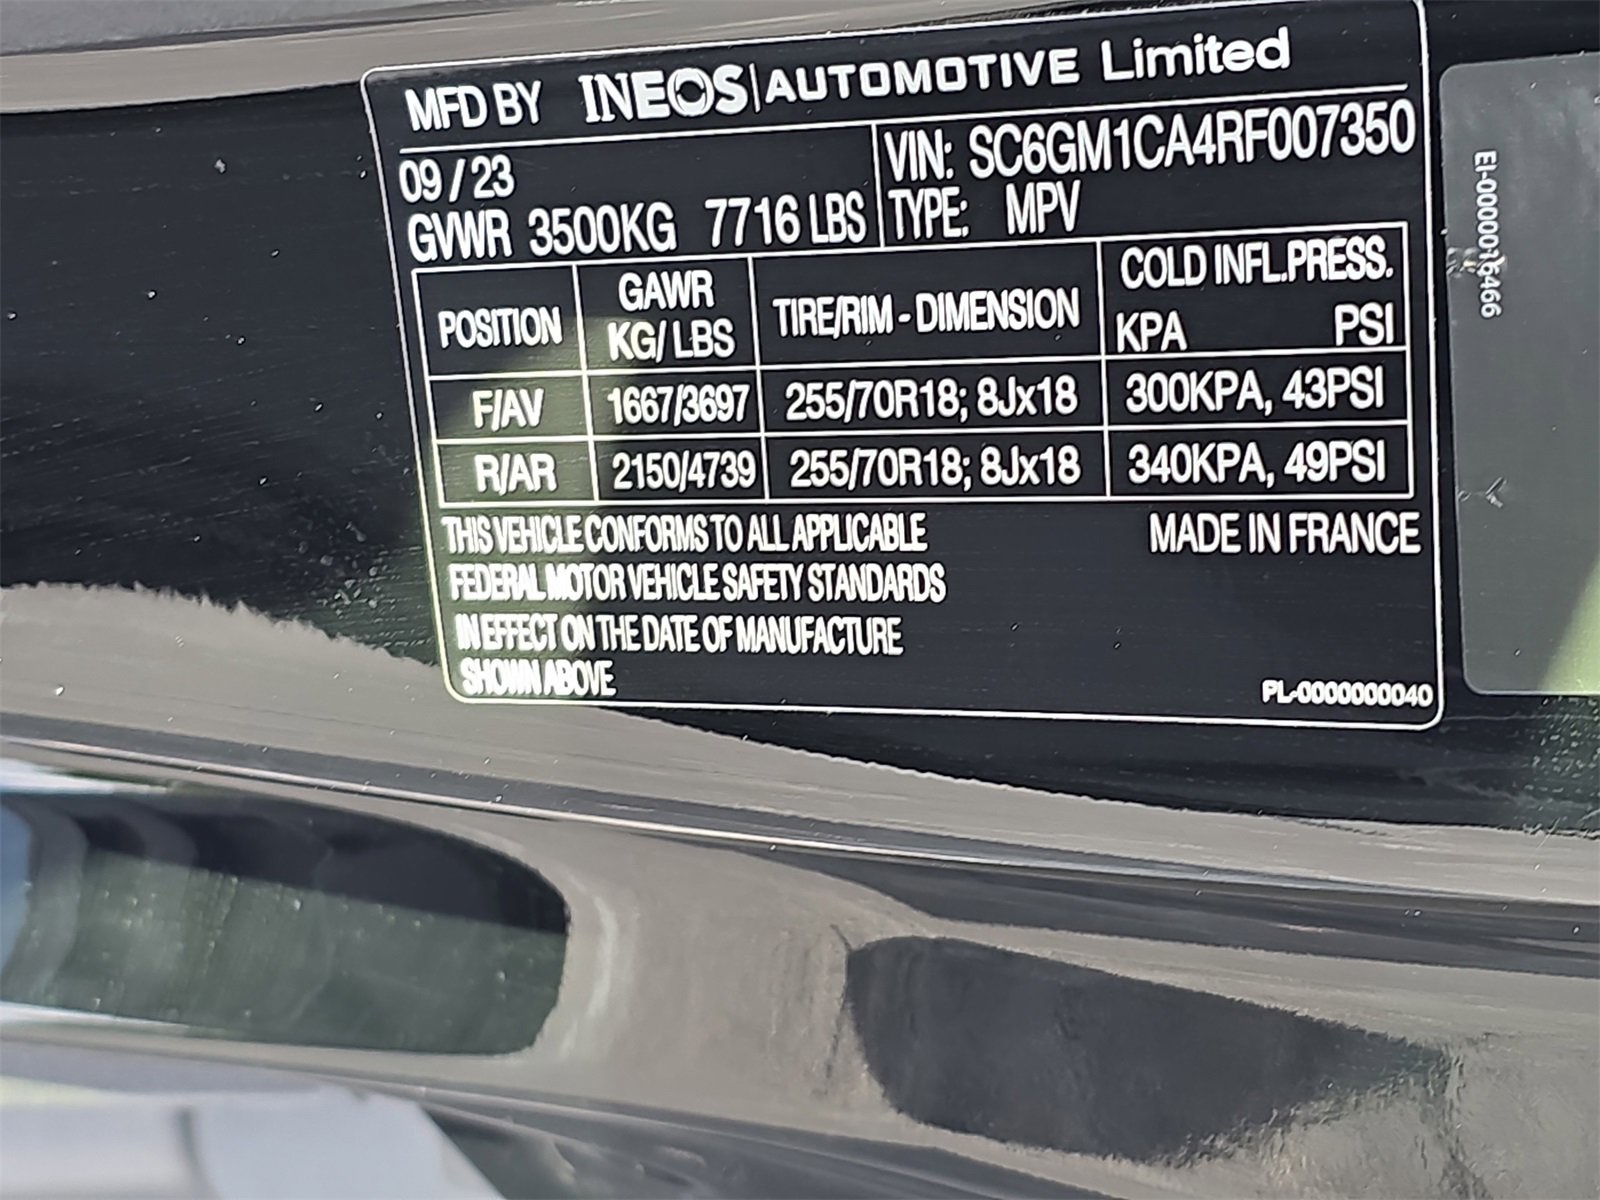 MFD BY INEOS|AUTOMOTIVE Limited
09/23
VIN: SC6GM1CA4RF007350
GVWR 3500KG 7716 LBS
TYPE: MPV
POSITION GAWR KG/LBS TIRE/RIM - DIMENSION COLD INFL.PRESS. KPA PSI
F/AV 1667/3697 255/70R18; 8Jx18 300KPA, 43PSI
R/AR 2150/4739 255/70R18; 8Jx18 340KPA, 49PSI
THIS VEHICLE CONFORMS TO ALL APPLICABLE
FEDERAL MOTOR VEHICLE SAFETY STANDARDS
IN EFFECT ON THE DATE OF MANUFACTURE
SHOWN ABOVE
MADE IN FRANCE
PL-0000000040